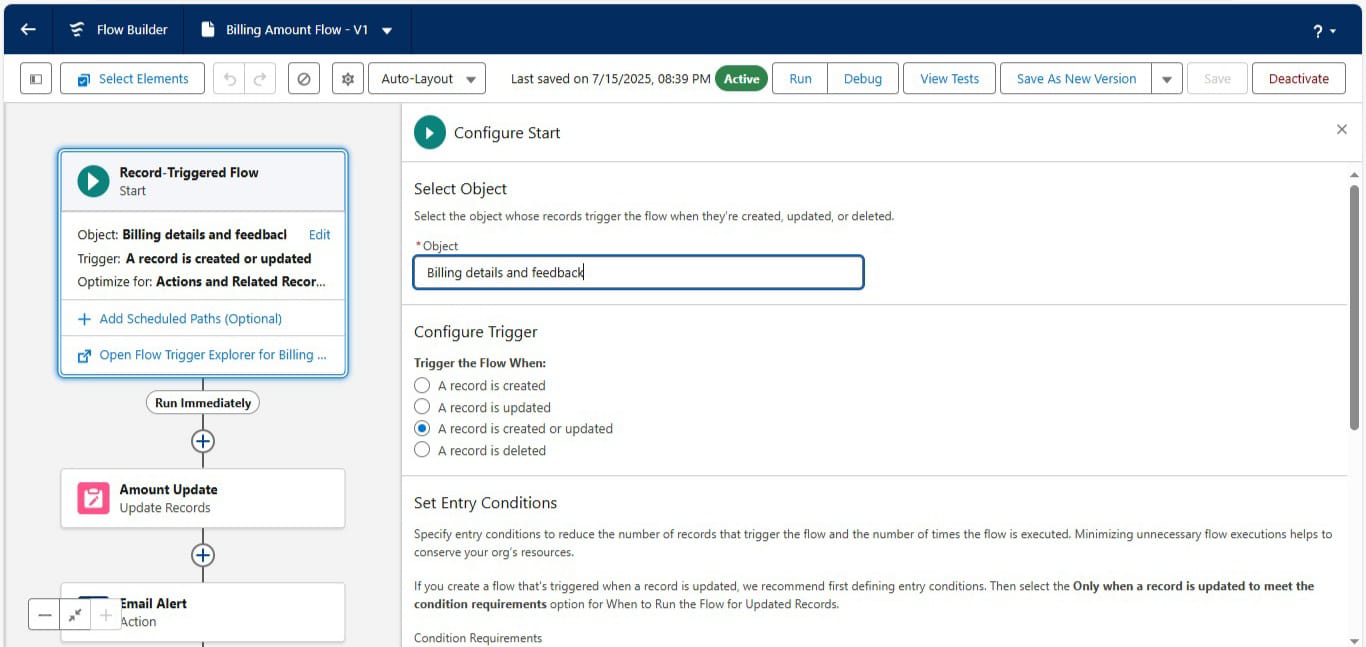 Flow Builder
Billing Amount Flow - V1
?
Select Elements
Auto-Layout
Last saved on 7/15/2025, 08:39 PM
Active
Run
Debug
View Tests
Save As New Version
Save
Deactivate
Record-Triggered Flow
Start
Object: Billing details and feedbacl
Edit
Trigger: A record is created or updated
Optimize for: Actions and Related Recor...
Add Scheduled Paths (Optional)
Open Flow Trigger Explorer for Billing ...
Run Immediately
Amount Update
Update Records
Email Alert
Action
Configure Start
Select Object
Select the object whose records trigger the flow when they're created, updated, or deleted.
*Object
Billing details and feedback
Configure Trigger
Trigger the Flow When:
A record is created
A record is updated
A record is created or updated
A record is deleted
Set Entry Conditions
Specify entry conditions to reduce the number of records that trigger the flow and the number of times the flow is executed. Minimizing unnecessary flow executions helps to
conserve your org's resources.
If you create a flow that's triggered when a record is updated, we recommend first defining entry conditions. Then select the Only when a record is updated to meet the
condition requirements option for When to Run the Flow for Updated Records.
Condition Requirements